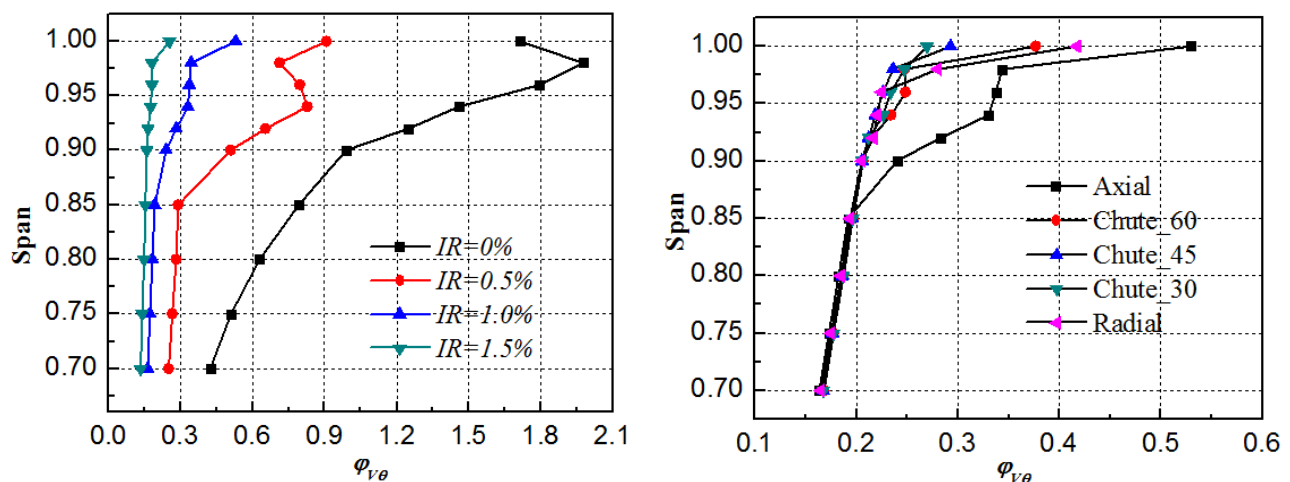 1.00
0.95
0.90
0.85
0.80
0.75
0.70
Span
IR=0%
IR=0.5%
IR=1.0%
IR=1.5%
0.0 0.3 0.6 0.9 1.2 1.5 1.8 2.1
φVθ
1.00
0.95
0.90
0.85
0.80
0.75
0.70
Span
Axial
Chute_60
Chute_45
Chute_30
Radial
0.1 0.2 0.3 0.4 0.5 0.6
φVθ